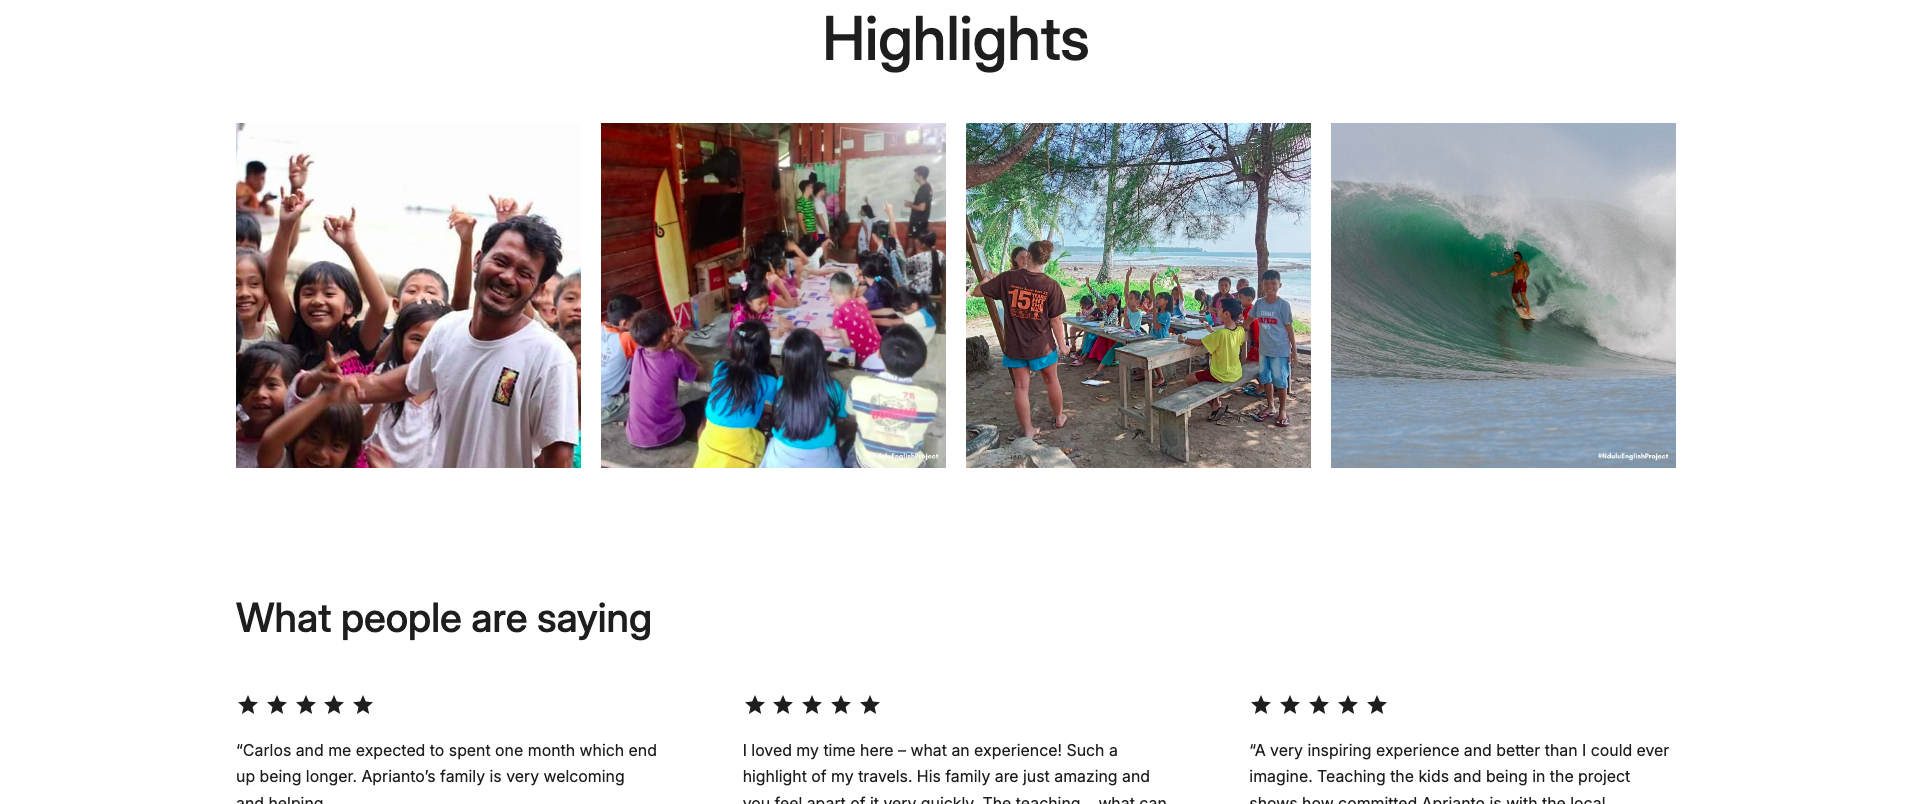 Highlights
15
#NduluEnglishProject
What people are saying
“Carlos and me expected to spent one month which end
up being longer. Aprianto’s family is very welcoming
and helping.
I loved my time here – what an experience! Such a
highlight of my travels. His family are just amazing and
you feel apart of it very quickly. The teaching… what can
“A very inspiring experience and better than I could ever
imagine. Teaching the kids and being in the project
shows how committed Aprianto is with the local